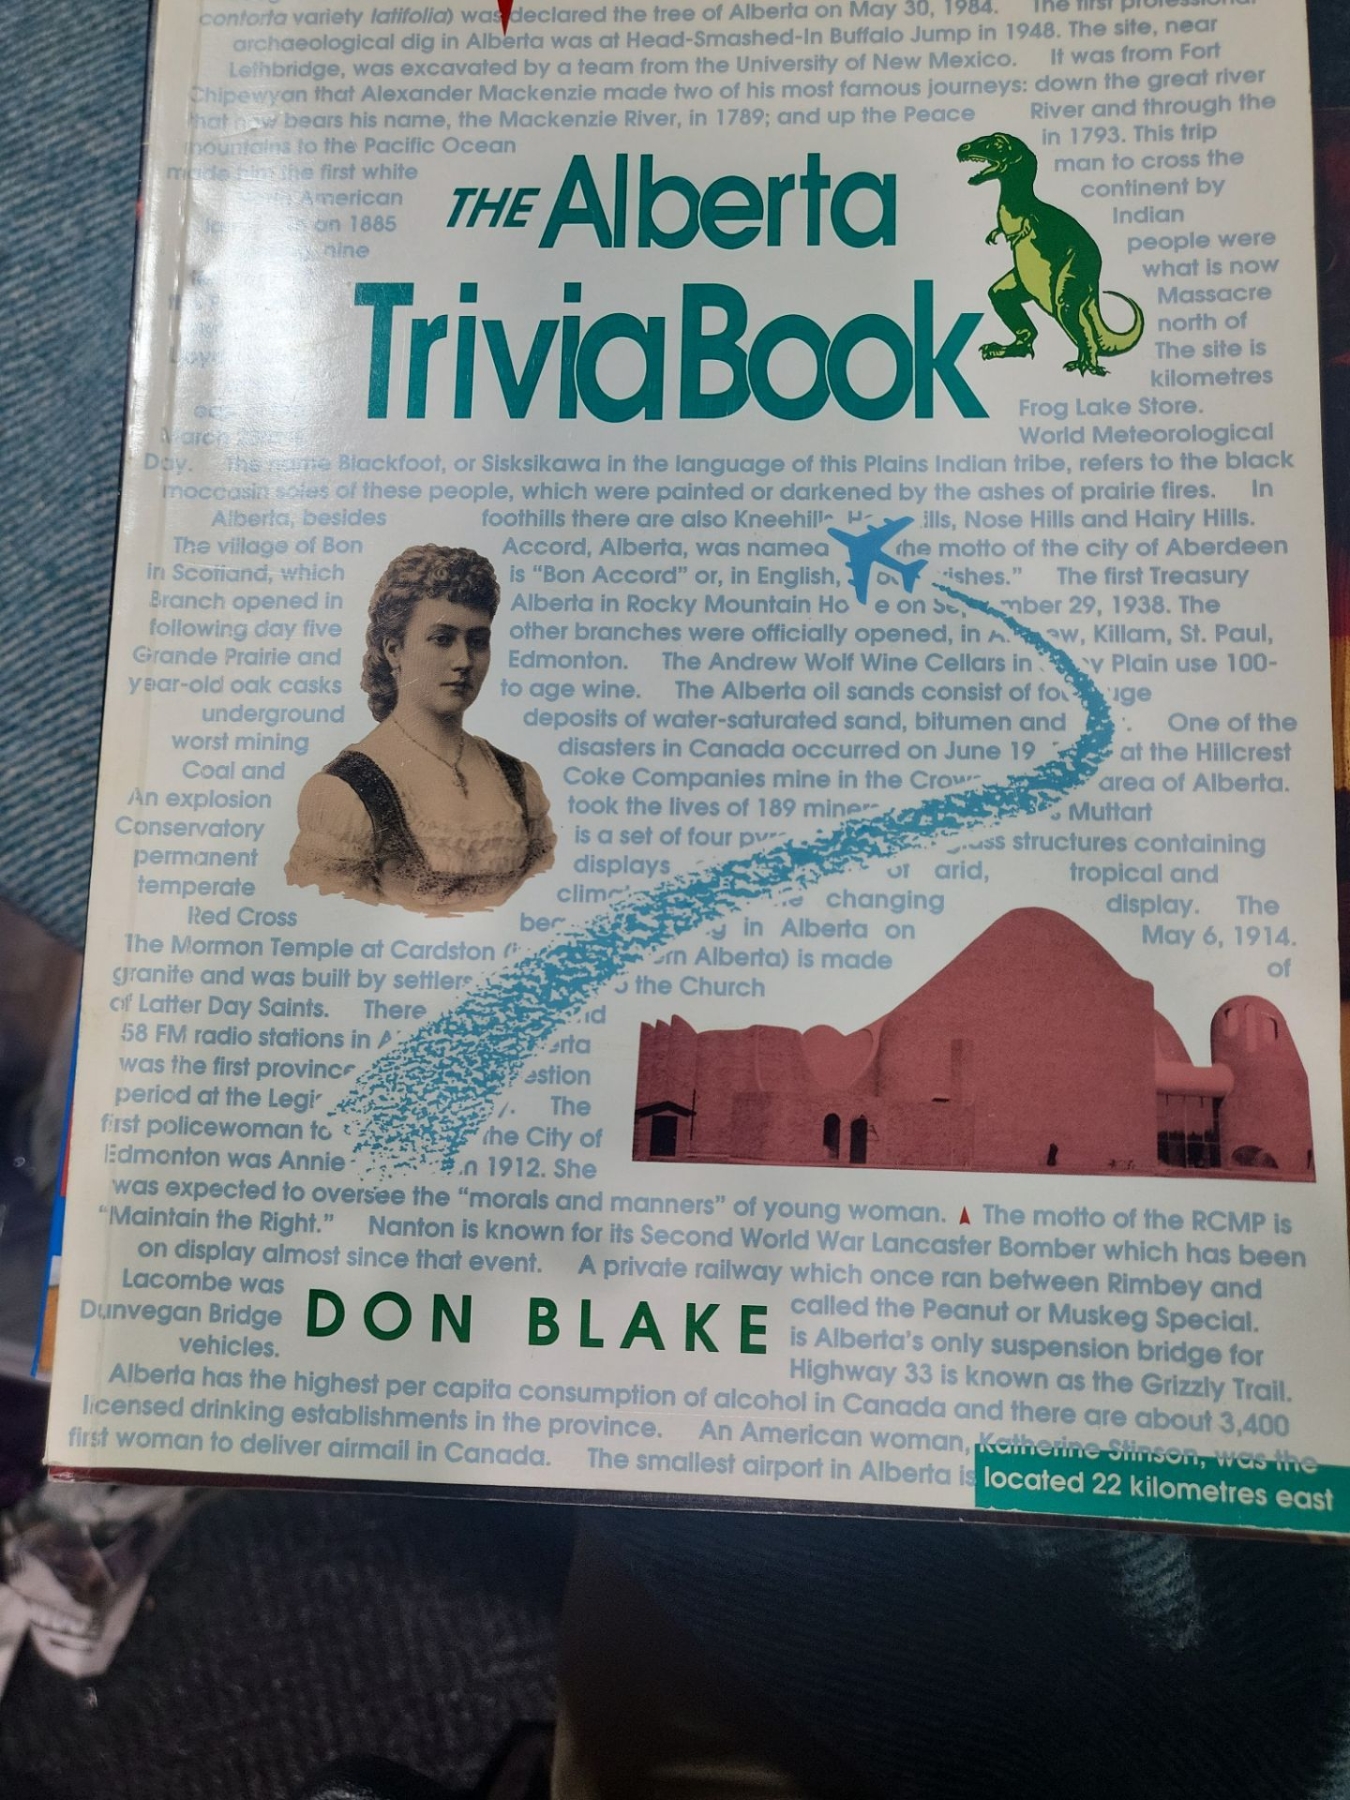 contorta variety latifolia) was declared the tree of Alberta on May 30, 1984. The first
archaeological dig in Alberta was at Head-Smashed-In Buffalo Jump in 1948. The site, near
Lethbridge, was excavated by a team from the University of New Mexico. It was from Fort
Chipewyan that Alexander Mackenzie made two of his most famous journeys: down the great river
that now bears his name, the Mackenzie River, in 1789; and up the Peace River and through the
mountains to the Pacific Ocean in 1793. This trip
made him the first white man to cross the
American continent by
on 1885 Indian
nine people were
what is now
Massacre
north of
The site is
kilometres
THE Alberta
Trivia Book
Frog Lake Store.
March World Meteorological
Day. The name Blackfoot, or Sisksikawa in the language of this Plains Indian tribe, refers to the black
moccasin soles of these people, which were painted or darkened by the ashes of prairie fires. In
Alberta, besides foothills there are also Kneehills, ills, Nose Hills and Hairy Hills.
The village of Bon Accord, Alberta, was named the motto of the city of Aberdeen
in Scotland, which is "Bon Accord" or, in English, ishes." The first Treasury
Branch opened in Alberta in Rocky Mountain Ho e on Se mber 29, 1938. The
following day five other branches were officially opened, in A ew, Killam, St. Paul,
Grande Prairie and Edmonton. The Andrew Wolf Wine Cellars in y Plain use 100-
year-old oak casks to age wine. The Alberta oil sands consist of fo uge
underground deposits of water-saturated sand, bitumen and . One of the
worst mining disasters in Canada occurred on June 19 at the Hillcrest
Coal and Coke Companies mine in the Crow area of Alberta.
An explosion took the lives of 189 miners Muttart
Conservatory is a set of four py ass structures containing
permanent displays of arid, tropical and
temperate clima changing display. The
Red Cross be g in Alberta on May 6, 1914.
The Mormon Temple at Cardston ern Alberta) is made of
granite and was built by settlers the Church
of Latter Day Saints. There
58 FM radio stations in A erta
was the first province estion
period at the Legi y. The
first policewoman fo the City of
Edmonton was Annie n 1912. She
was expected to oversee the "morals and manners" of young woman. The motto of the RCMP is
"Maintain the Right." Nanton is known for its Second World War Lancaster Bomber which has been
on display almost since that event. A private railway which once ran between Rimbey and
Lacombe was called the Peanut or Muskeg Special.
Dunvegan Bridge is Alberta's only suspension bridge for
vehicles. Highway 33 is known as the Grizzly Trail.
DON BLAKE
Alberta has the highest per capita consumption of alcohol in Canada and there are about 3,400
licensed drinking establishments in the province. An American woman, Katherine Stinson, was the
first woman to deliver airmail in Canada. The smallest airport in Alberta is located 22 kilometres east